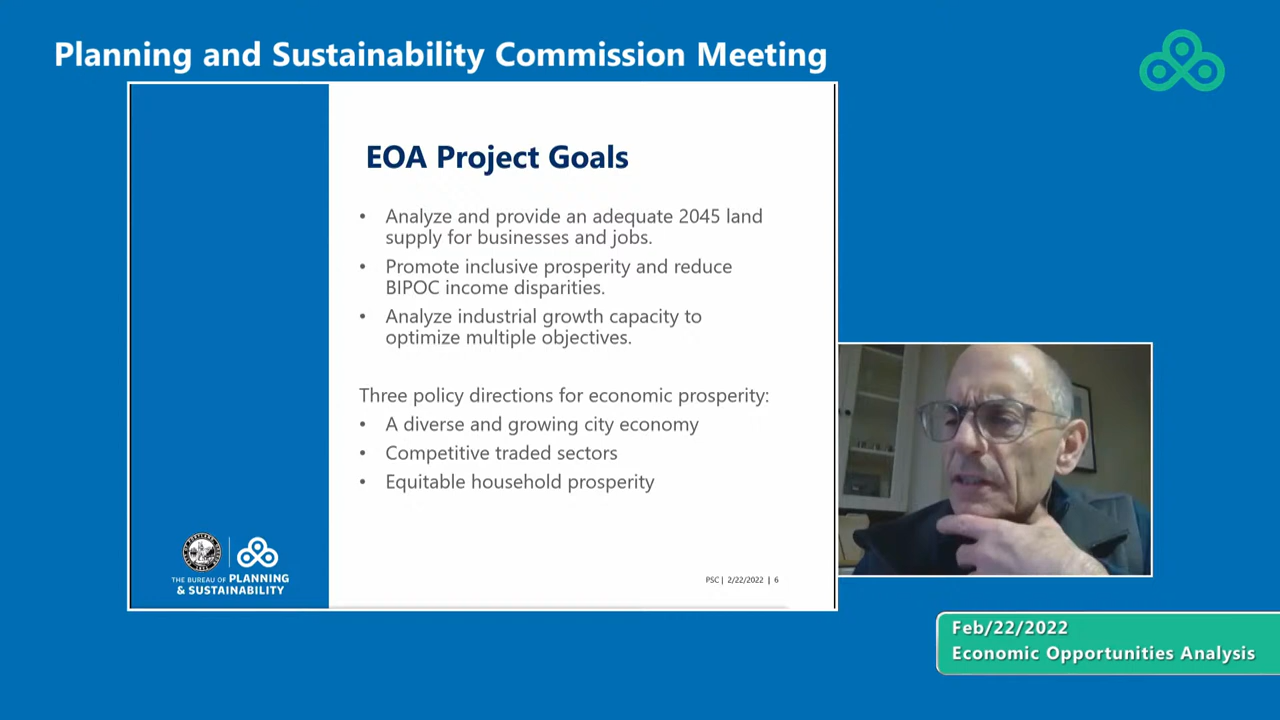 Planning and Sustainability Commission Meeting
EOA Project Goals
• Analyze and provide an adequate 2045 land
supply for businesses and jobs.
• Promote inclusive prosperity and reduce
BIPOC income disparities.
• Analyze industrial growth capacity to
optimize multiple objectives.
Three policy directions for economic prosperity:
• A diverse and growing city economy
• Competitive traded sectors
• Equitable household prosperity
THE BUREAU OF PLANNING
& SUSTAINABILITY
PSC | 2/22/2022 | 6
Feb/22/2022
Economic Opportunities Analysis